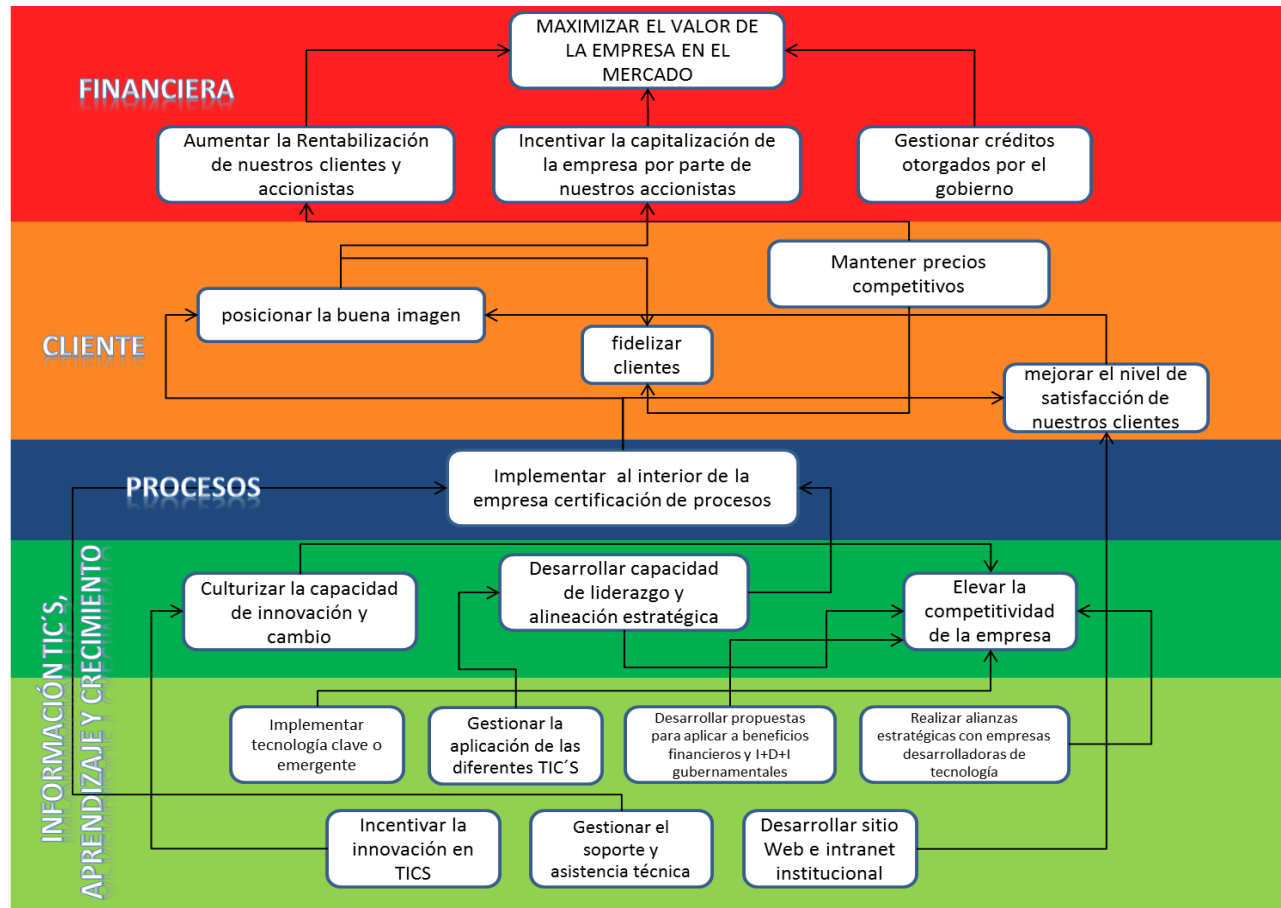 MAXIMIZAR EL VALOR DE
LA EMPRESA EN EL
MERCADO
FINANCIERA
Aumentar la Rentabilización
de nuestros clientes y
accionistas
Incentivar la capitalización de
la empresa por parte de
nuestros accionistas
Gestionar créditos
otorgados por el
gobierno
Mantener precios
competitivos
posicionar la buena imagen
CLIENTE
fidelizar
clientes
mejorar el nivel de
satisfacción de
nuestros clientes
PROCESOS
Implementar al interior de la
empresa certificación de procesos
INFORMACIÓN TIC´S,
APRENDIZAJE Y CRECIMIENTO
Culturizar la capacidad
de innovación y
cambio
Desarrollar capacidad
de liderazgo y
alineación estratégica
Elevar la
competitividad
de la empresa
Implementar
tecnología clave o
emergente
Gestionar la
aplicación de las
diferentes TIC´S
Desarrollar propuestas
para aplicar a beneficios
financieros y I+D+I
gubernamentales
Realizar alianzas
estratégicas con empresas
desarrolladoras de
tecnología
Incentivar la
innovación en
TICS
Gestionar el
soporte y
asistencia técnica
Desarrollar sitio
Web e intranet
institucional